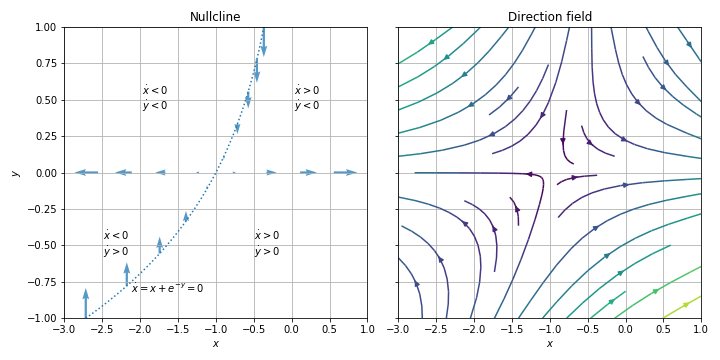 Nullcline
Direction field
1.00
0.75
0.50
0.25
0.00
−0.25
−0.50
−0.75
−1.00
y
ẋ < 0
ẏ < 0
ẋ > 0
ẏ < 0
ẋ < 0
ẏ > 0
ẋ > 0
ẏ > 0
ẋ = x + e^{−y} = 0
−3.0 −2.5 −2.0 −1.5 −1.0 −0.5 0.0 0.5 1.0
x
−3.0 −2.5 −2.0 −1.5 −1.0 −0.5 0.0 0.5 1.0
x